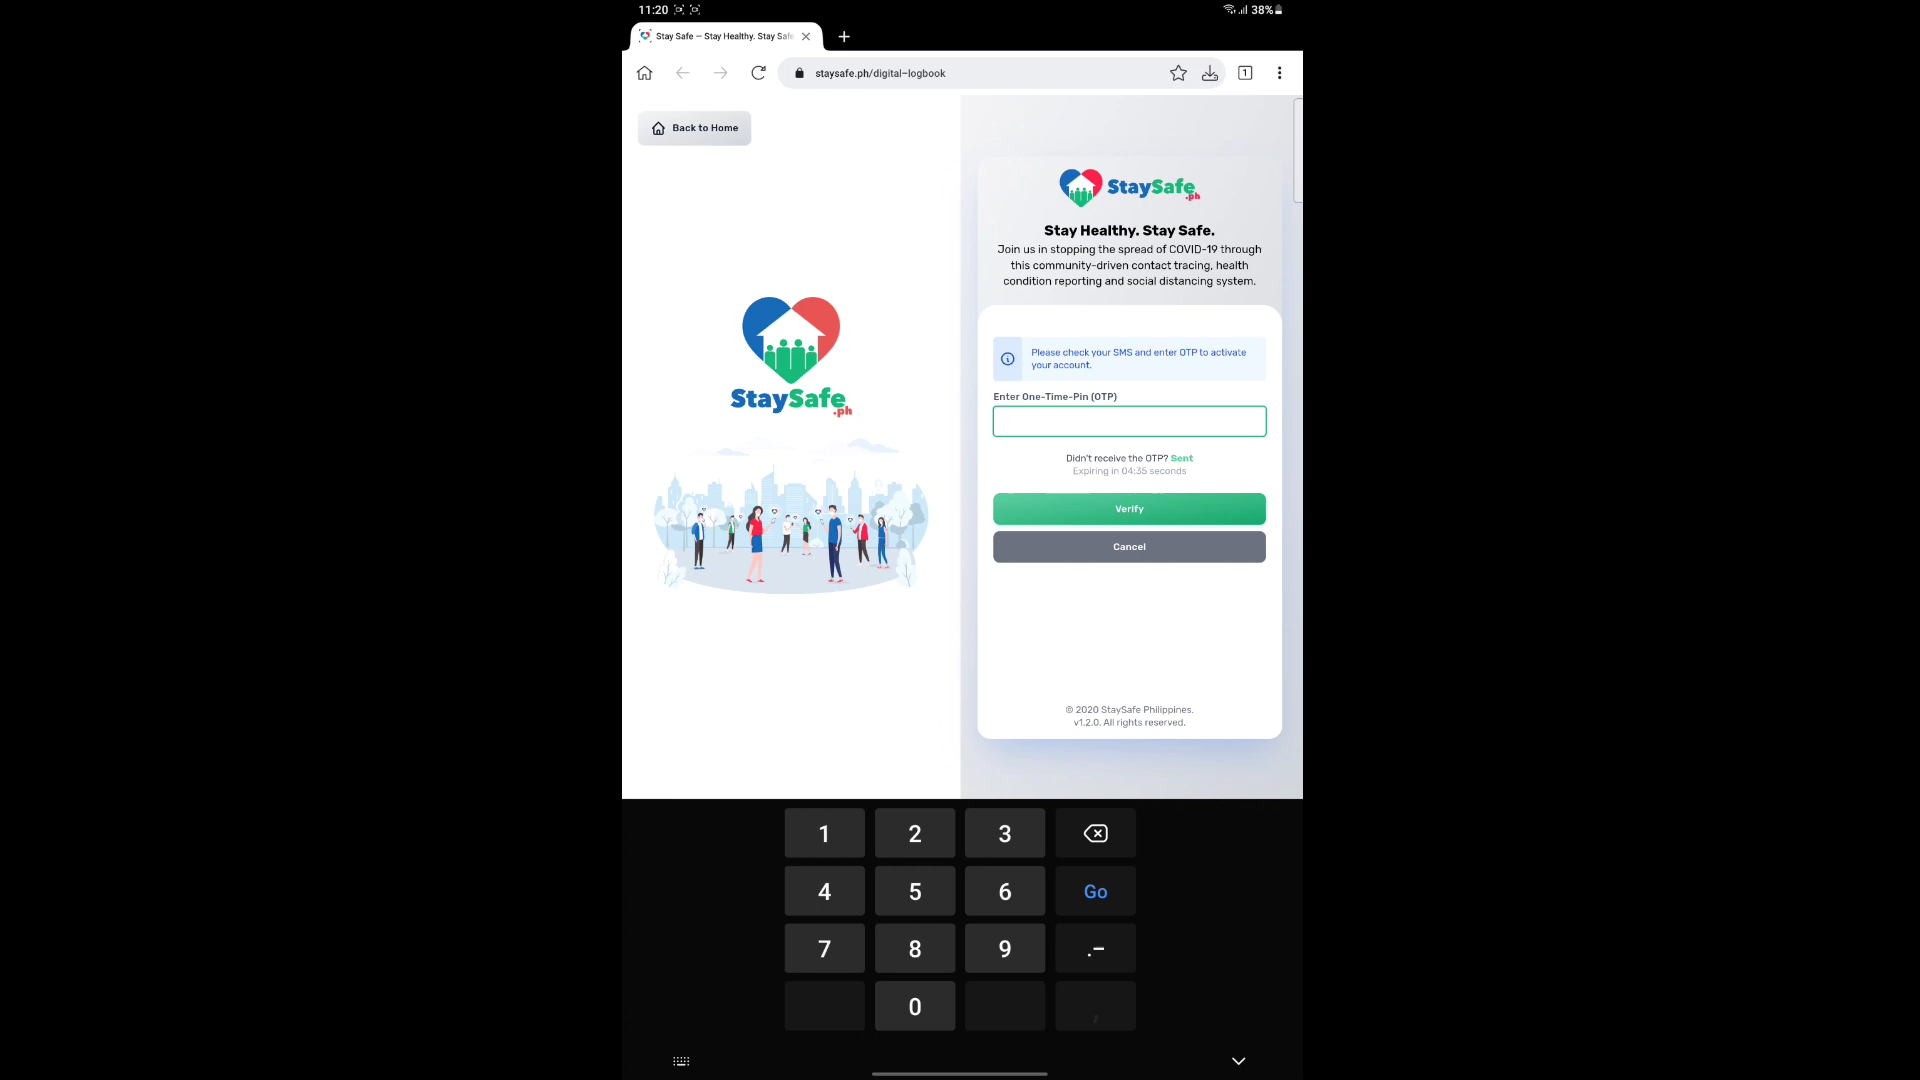 11:20
38%
Stay Safe — Stay Healthy. Stay Safe
staysafe.ph/digital-logbook
1
Back to Home
StaySafe
.ph
StaySafe
.ph
Stay Healthy. Stay Safe.
Join us in stopping the spread of COVID-19 through
this community-driven contact tracing, health
condition reporting and social distancing system.
Please check your SMS and enter OTP to activate
your account.
Enter One-Time-Pin (OTP)
Didn't receive the OTP? Sent
Expiring in 04:35 seconds
Verify
Cancel
© 2020 StaySafe Philippines.
v1.2.0. All rights reserved.
1 2 3
4 5 6 Go
7 8 9 .-
0 ,